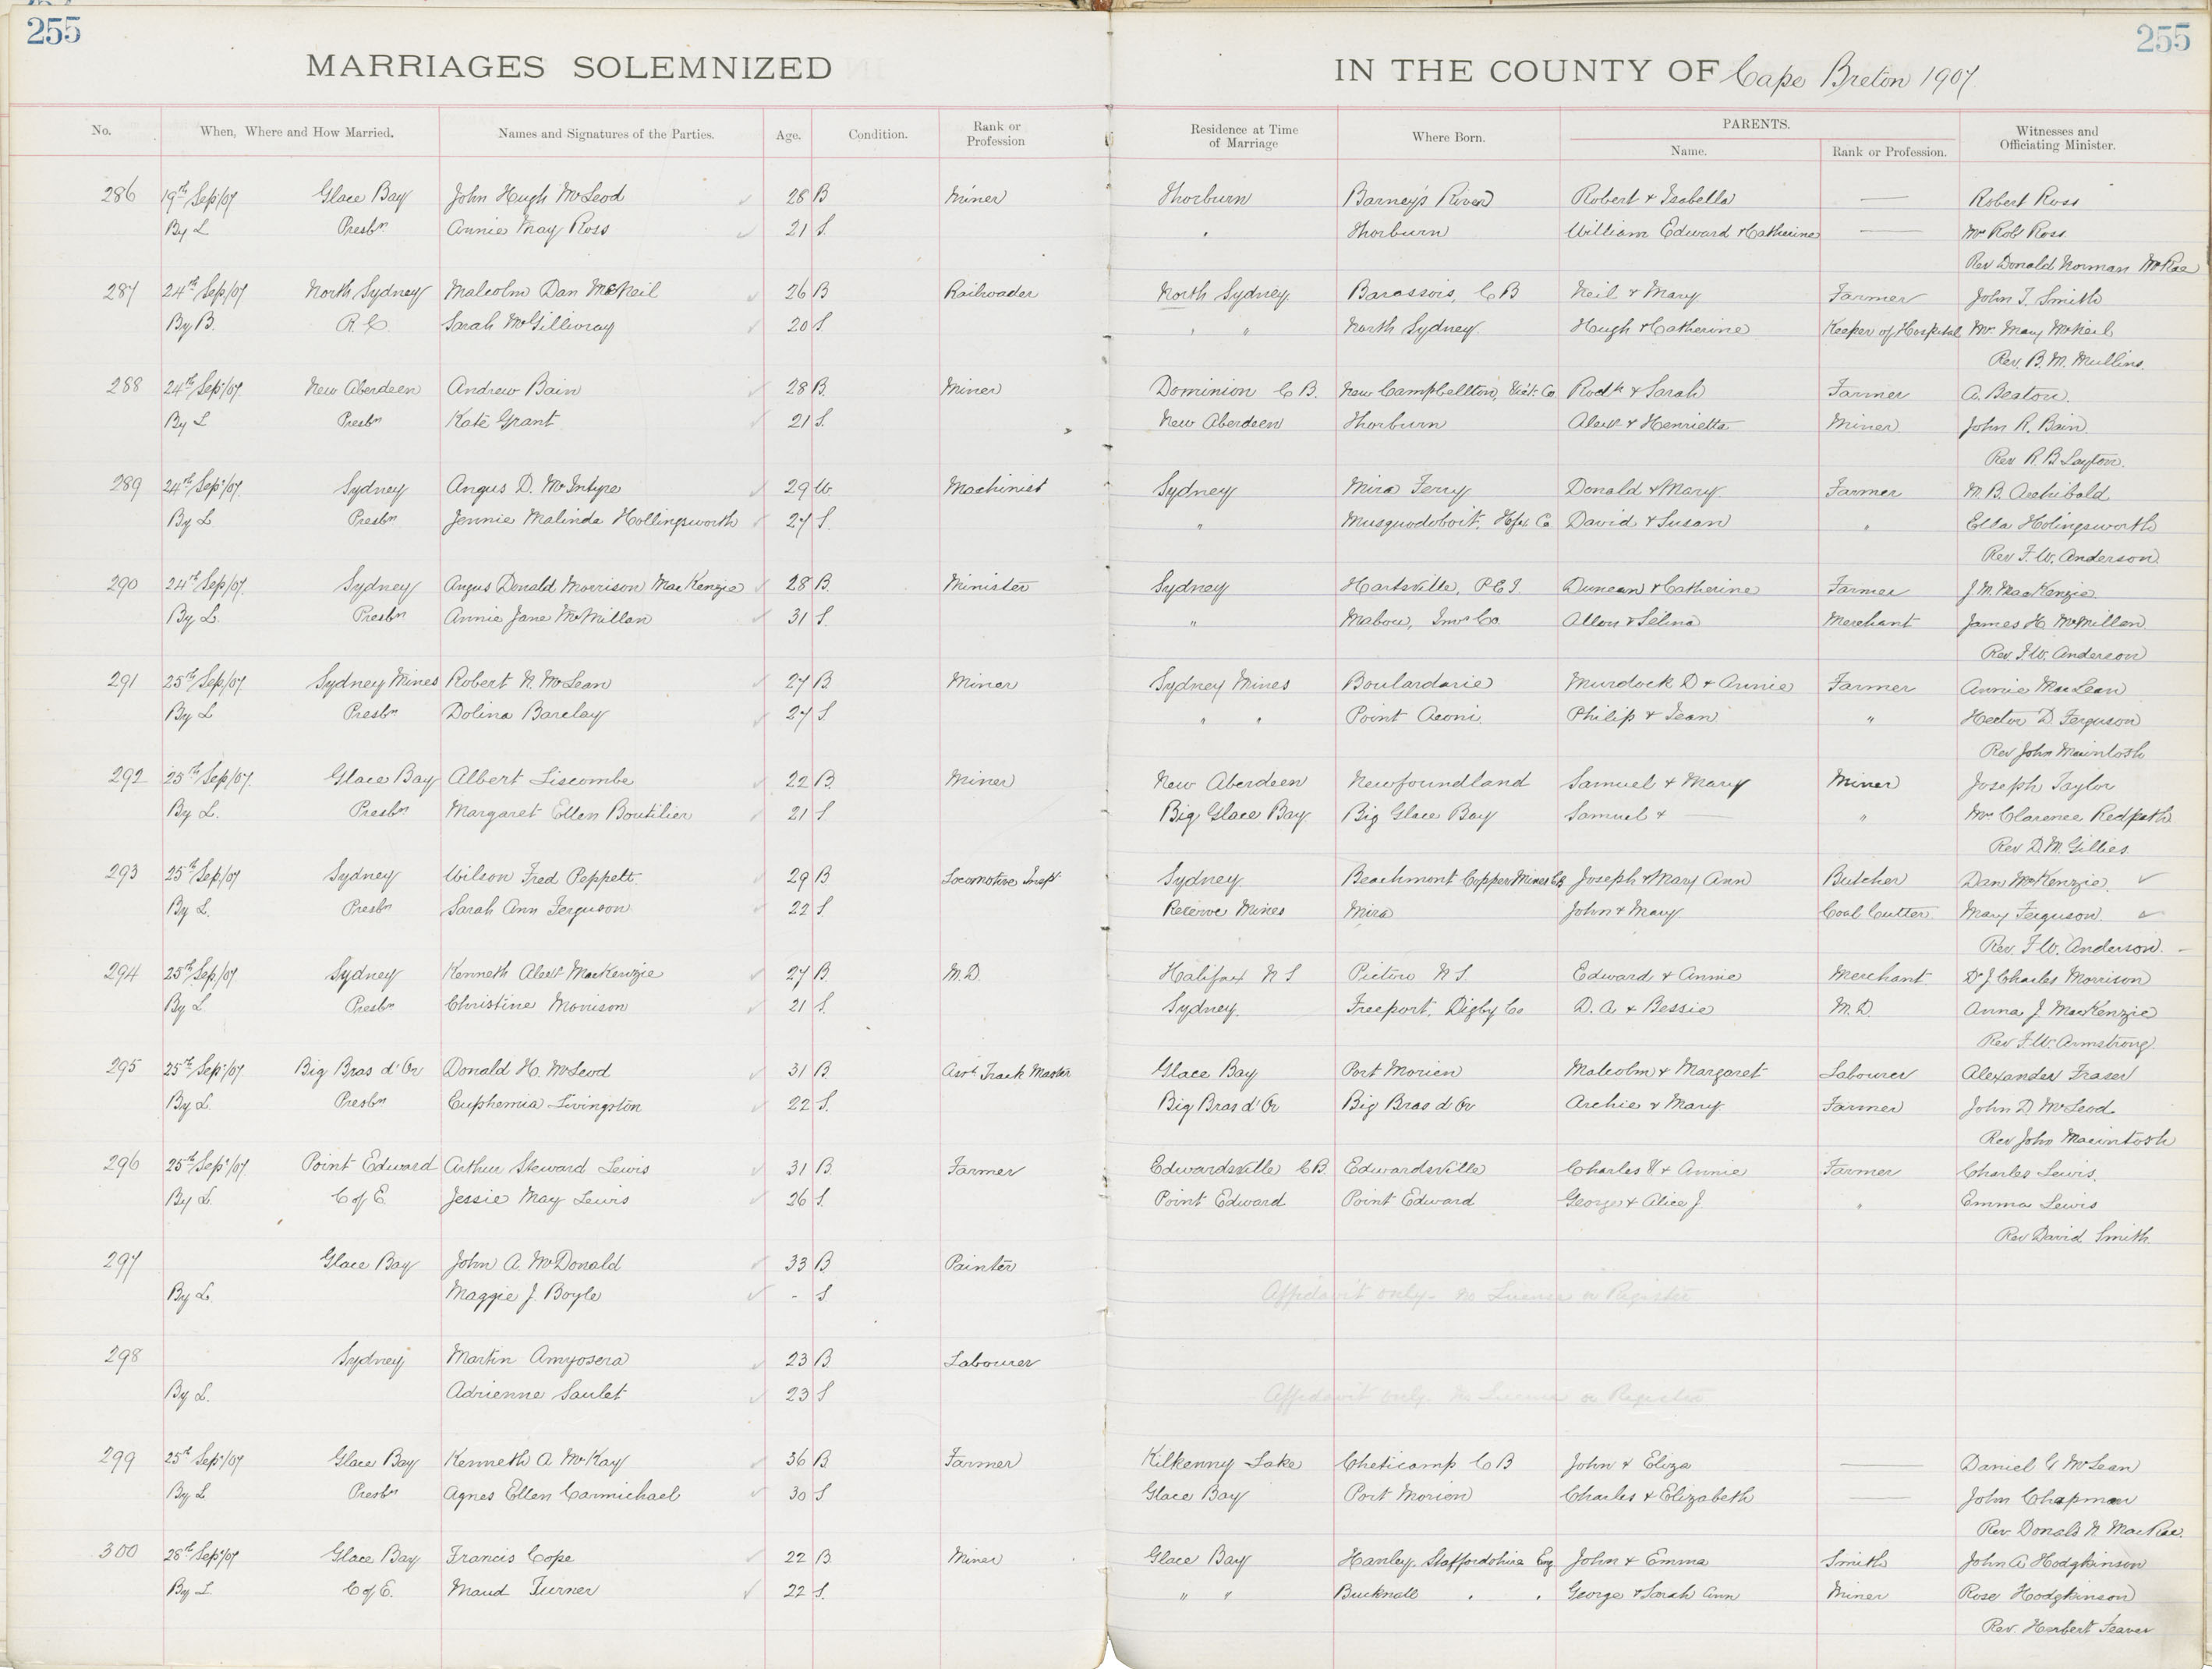 255
255
MARRIAGES SOLEMNIZED IN THE COUNTY OF Cape Breton 1907
No. When, Where and How Married. Names and Signatures of the Parties. Age. Condition. Rank or Profession Residence at Time of Marriage Where Born. PARENTS. Name. Rank or Profession. Witnesses and Officiating Minister.
286 19th Sep/07 Glace Bay John Hugh McLeod 28 B Miner Thorburn Barney's River Robert & Isabella — Robert Ross
By L Presbn Annie May Ross 21 S. " Thorburn William Edward & Catherine — Mrs Robt Ross
Rev Donald Norman McRae
287 24th Sep/07 North Sydney Malcolm Dan McNeil 26 B Railroader North Sydney Barassois, C B Neil & Mary Farmer John T. Smith
By B. R. C. Sarah McGillivray 20 S " " North Sydney Hugh & Catherine Keeper of Hospital Mrs Mary McNeil
Rev. B. M. Mullins.
288 24th Sep/07 New Aberdeen Andrew Bain 28 B. Miner Dominion C B. New Campbellton, Vict. Co Rodk & Sarah Farmer A. Beaton.
By L Presbn Kate Grant 21 S. New Aberdeen Thorburn Alex & Henrietta Miner John R. Bain.
Rev R. B Layton.
289 24th Sep/07 Sydney Angus D. McIntyre 29 W. Machinist Sydney Mira Ferry Donald & Mary Farmer M. B. Archibald
By L Presbn Jennie Malinda Hollingsworth 27 S. " Musquodoboit, Hfx Co David & Susan " Ella Holingsworth
Rev F. W. Anderson
290 24th Sep/07 Sydney Angus Donald Morrison MacKenzie 28 B. Minister Sydney Hartsville, P E I. Duncan & Catherine Farmer J. M. MacKenzie
By L. Presbn Annie Jane McMillan 31 S. " Mabou, Invs Co. Allan & Selina Merchant James H. McMillan
Rev. F. W. Anderson
291 25th Sep/07 Sydney Mines Robert N. McLean 27 B Miner Sydney Mines Boulardarie Murdock D & Annie Farmer Annie MacLean
By L Presbn Dolina Barclay 27 S " " Point Aconi Philip & Jean " Hector D. Ferguson
Rev John Macintosh
292 25th Sep/07 Glace Bay Albert Liscombe 22 B. Miner New Aberdeen Newfoundland Samuel & Mary Miner Joseph Taylor
By L. Presbn Margaret Ellen Boutilier 21 S Big Glace Bay Big Glace Bay Samuel & — " Mrs Clarence Redpath
Rev D. M. Gillies
293 25th Sep/07 Sydney Wilson Fred Peppett 29 B Locomotive Inspr Sydney Beachmont Copper Mines CB Joseph & Mary Ann Butcher Dan McKenzie
By L. Presbn Sarah Ann Ferguson 22 S. Reserve Mines Mira John & Mary Coal Cutter Mary Ferguson.
Rev. F. W. Anderson.
294 25th Sep/07 Sydney Kenneth Alex MacKenzie 27 B. M.D. Halifax N S Pictou N S. Edward & Annie Merchant Dr J. Charles Morrison
By L Presbn Christine Morrison 21 S. Sydney Freeport, Digby Co D. A & Bessie M. D. Anna J. MacKenzie
Rev F. W. Armstrong
295 25th Sep/07 Big Bras d'Or Donald H. McLeod 31 B. Asst Track Master Glace Bay Port Morien Malcolm & Margaret Labourer Alexander Fraser
By L. Presbn Euphemia Livingston 22 S. Big Bras d'Or Big Bras d'Or Archie & Mary Farmer John D McLeod
Rev John Macintosh
296 25th Sep/07 Point Edward Arthur Steward Lewis 31 B Farmer Edwardsville C B. Edwardsville Charles & Annie Farmer Charles Lewis.
By L. C of E. Jessie May Lewis 26 S. Point Edward Point Edward George & Alice J. " Emma Lewis
Rev David Smith
297 Glace Bay John A. McDonald 33 B Painter
By L. Maggie J. Boyle - S Affidavit only. No License or Register
298 Sydney Martin Amyosera 23 B. Labourer
By L. Adrienne Saulet 23 S Affidavit only. No License or Register
299 25th Sep/07 Glace Bay Kenneth A McKay 36 B Farmer Kilkenny Lake Cheticamp C B John & Eliza — Daniel C McLean
By L Presbn Agnes Ellen Carmichael 30 S Glace Bay Port Morien Charles & Elizabeth — John Chapman
Rev Donald N. MacRae.
300 28th Sep/07 Glace Bay Francis Cope 22 B Miner Glace Bay Hanley, Staffordshire Eng John & Emma Smith John A Hodgkinson
By L. C of E. Maud Turner 22 S. " " Bucknall " " George & Sarah Ann Miner Rose Hodgkinson
Rev. Herbert Feaver